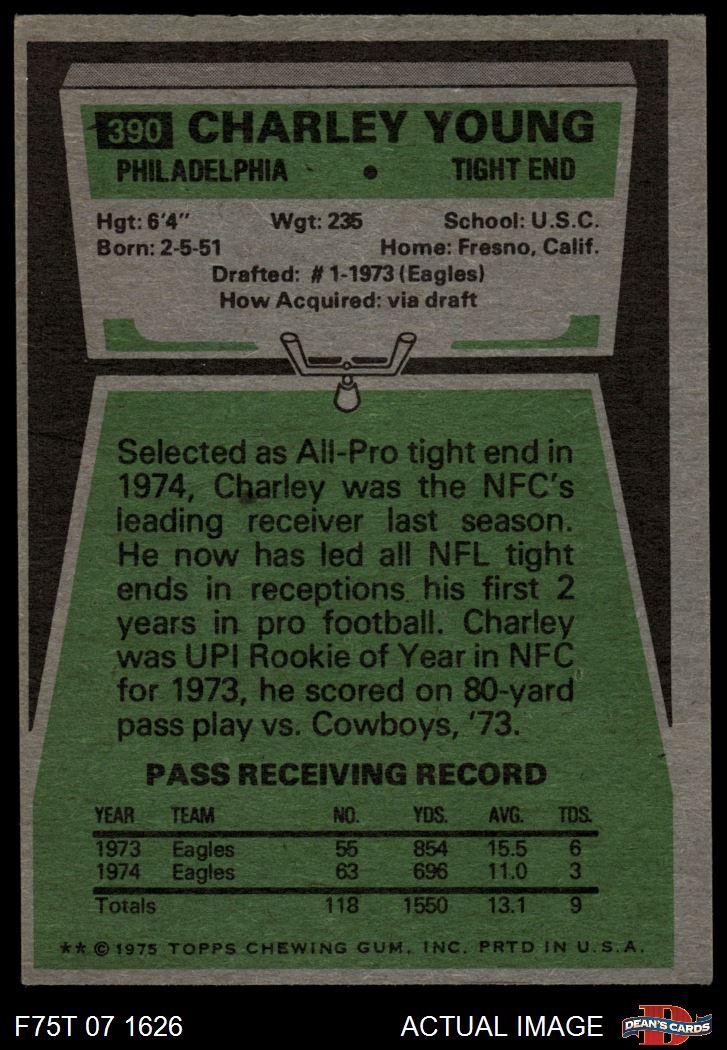 390 CHARLEY YOUNG
PHILADELPHIA • TIGHT END
Hgt: 6'4" Wgt: 235 School: U.S.C.
Born: 2-5-51 Home: Fresno, Calif.
Drafted: #1-1973 (Eagles)
How Acquired: via draft
Selected as All-Pro tight end in
1974, Charley was the NFC's
leading receiver last season.
He now has led all NFL tight
ends in receptions his first 2
years in pro football. Charley
was UPI Rookie of Year in NFC
for 1973, he scored on 80-yard
pass play vs. Cowboys, '73.
PASS RECEIVING RECORD
YEAR TEAM NO. YDS. AVG. TDS.
1973 Eagles 55 854 15.5 6
1974 Eagles 63 696 11.0 3
Totals 118 1550 13.1 9
** © 1975 TOPPS CHEWING GUM, INC. PRTD IN U.S.A.
F75T 07 1626 ACTUAL IMAGE D DEAN'S CARDS